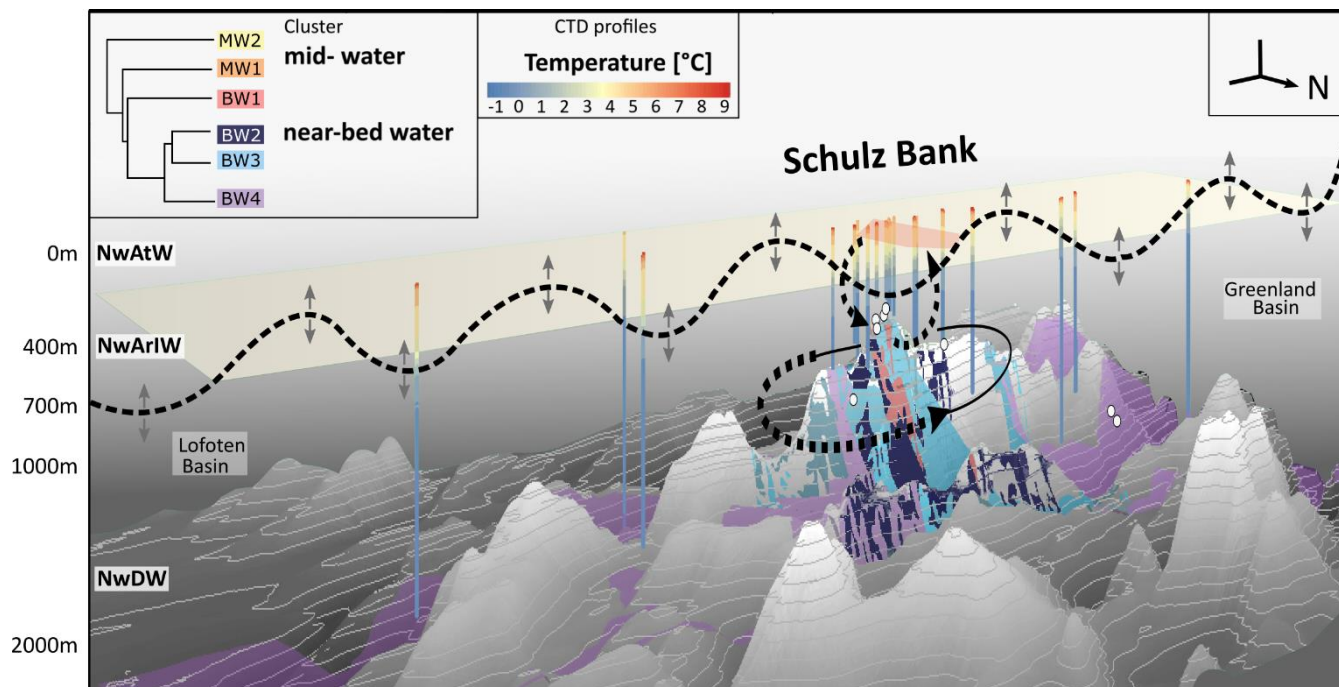 Cluster
MW2
mid- water
MW1
BW1
BW2
near-bed water
BW3
BW4
CTD profiles
Temperature [°C]
-1 0 1 2 3 4 5 6 7 8 9
N
Schulz Bank
0m
NwAtW
400m
NwArIW
700m
1000m
NwDW
2000m
Lofoten
Basin
Greenland
Basin